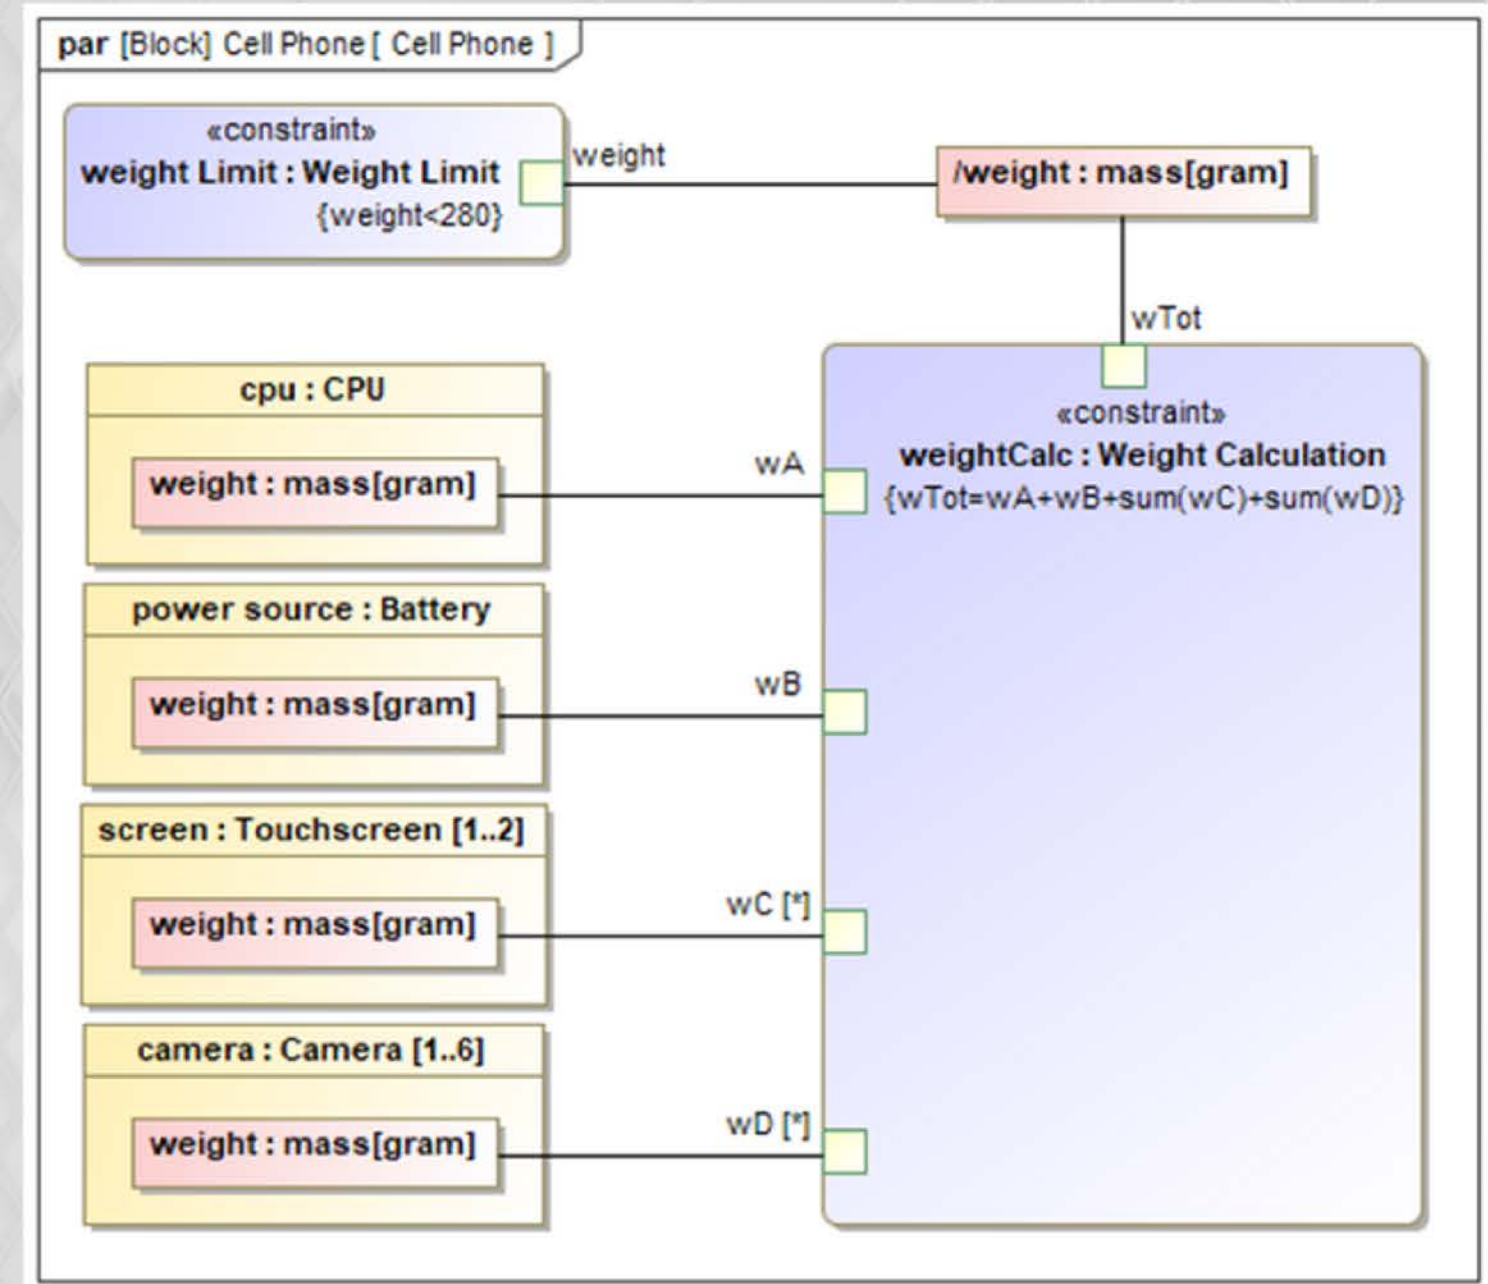 par [Block] Cell Phone [ Cell Phone ]
«constraint»
weight Limit : Weight Limit
{weight<280}
weight
/weight : mass[gram]
wTot
cpu : CPU
weight : mass[gram]
wA
«constraint»
weightCalc : Weight Calculation
{wTot=wA+wB+sum(wC)+sum(wD)}
power source : Battery
weight : mass[gram]
wB
screen : Touchscreen [1..2]
weight : mass[gram]
wC [*]
camera : Camera [1..6]
weight : mass[gram]
wD [*]